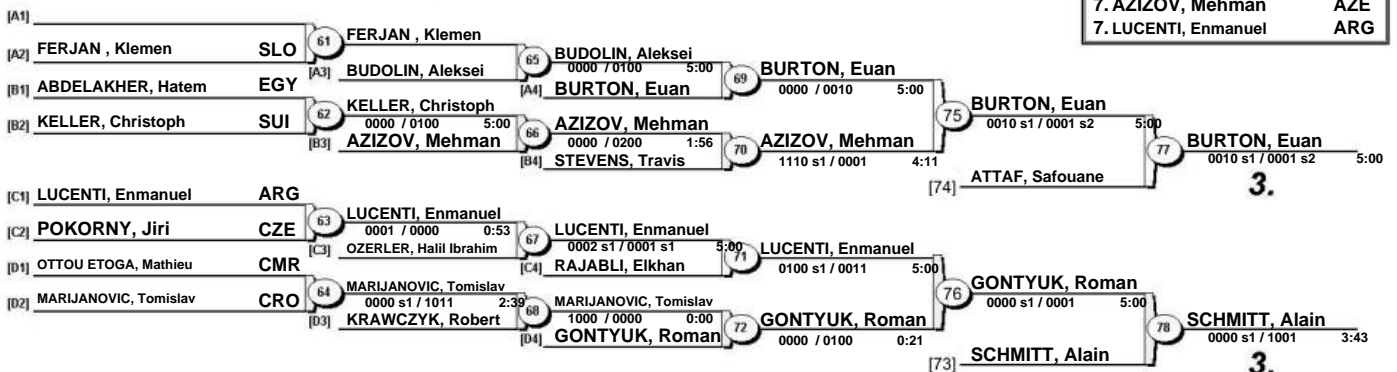 7. AZIZOV, Mehman AZE
7. LUCENTI, Enmanuel ARG
[A1]
[A2] FERJAN , Klemen SLO
61
FERJAN , Klemen
[A3] BUDOLIN, Aleksei
65
BUDOLIN, Aleksei
0000 / 0100 5:00
[A4] BURTON, Euan
69
BURTON, Euan
0000 / 0010 5:00
[B1] ABDELAKHER, Hatem EGY
[B2] KELLER, Christoph SUI
62
KELLER, Christoph
0000 / 0100 5:00
[B3] AZIZOV, Mehman
66
AZIZOV, Mehman
0000 / 0200 1:56
[B4] STEVENS, Travis
70
AZIZOV, Mehman
1110 s1 / 0001 4:11
75
BURTON, Euan
0010 s1 / 0001 s2 5:00
[74] ATTAF, Safouane
77
BURTON, Euan
0010 s1 / 0001 s2 5:00
3.
[C1] LUCENTI, Enmanuel ARG
[C2] POKORNY, Jiri CZE
63
LUCENTI, Enmanuel
0001 / 0000 0:53
[C3] OZERLER, Halil Ibrahim
67
LUCENTI, Enmanuel
0002 s1 / 0001 s1 5:00
[C4] RAJABLI, Elkhan
71
LUCENTI, Enmanuel
0100 s1 / 0011 5:00
[D1] OTTOU ETOGA, Mathieu CMR
[D2] MARIJANOVIC, Tomislav CRO
64
MARIJANOVIC, Tomislav
0000 s1 / 1011 2:39
[D3] KRAWCZYK, Robert
68
MARIJANOVIC, Tomislav
1000 / 0000 0:00
[D4] GONTYUK, Roman
72
GONTYUK, Roman
0000 / 0100 0:21
76
GONTYUK, Roman
0000 s1 / 0001 5:00
[73] SCHMITT, Alain
78
SCHMITT, Alain
0000 s1 / 1001 3:43
3.